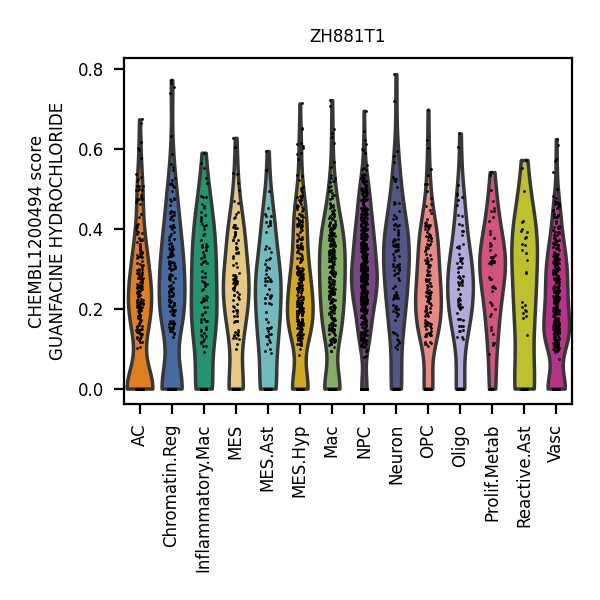 ZH881T1
CHEMBL1200494 score
GUANFACINE HYDROCHLORIDE
0.8
0.6
0.4
0.2
0.0
AC
Chromatin.Reg
Inflammatory.Mac
MES
MES.Ast
MES.Hyp
Mac
NPC
Neuron
OPC
Oligo
Prolif.Metab
Reactive.Ast
Vasc